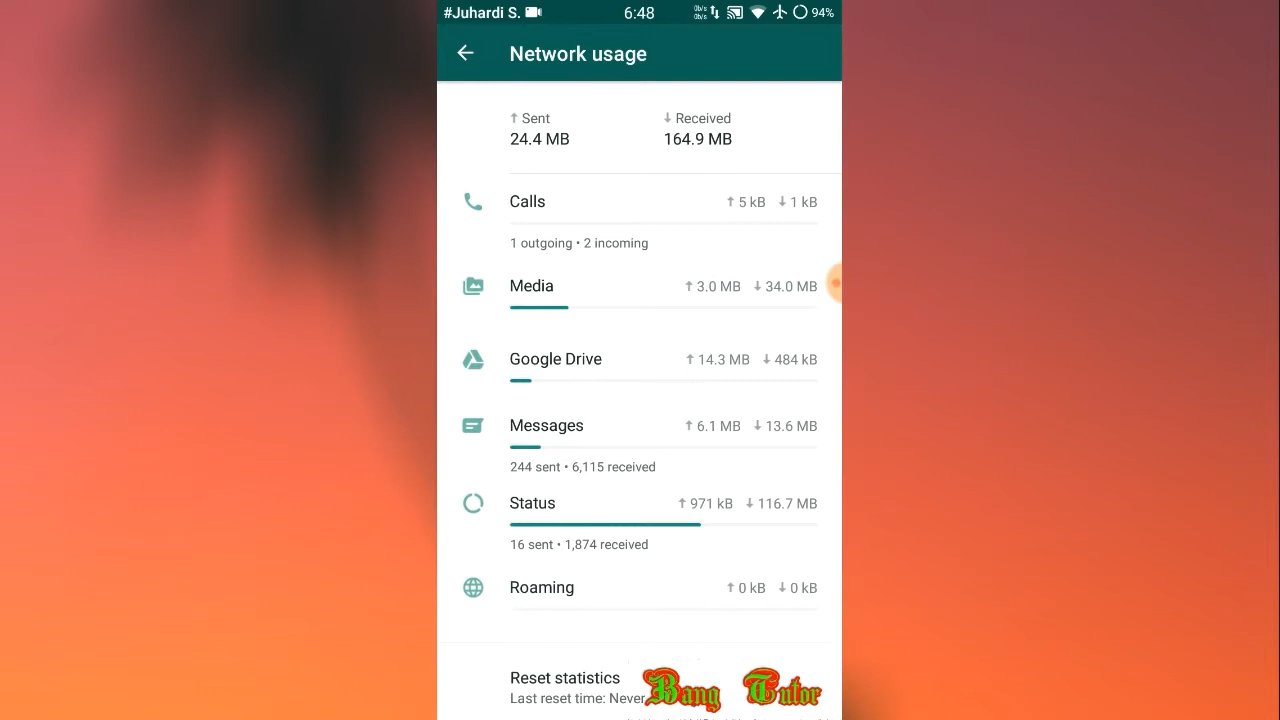 #Juhardi S. 6:48 0b/s 0b/s 94%
Network usage
↑ Sent ↓ Received
24.4 MB 164.9 MB
Calls ↑ 5 kB ↓ 1 kB
1 outgoing • 2 incoming
Media ↑ 3.0 MB ↓ 34.0 MB
Google Drive ↑ 14.3 MB ↓ 484 kB
Messages ↑ 6.1 MB ↓ 13.6 MB
244 sent • 6,115 received
Status ↑ 971 kB ↓ 116.7 MB
16 sent • 1,874 received
Roaming ↑ 0 kB ↓ 0 kB
Reset statistics
Last reset time: Never
Bang Tutor